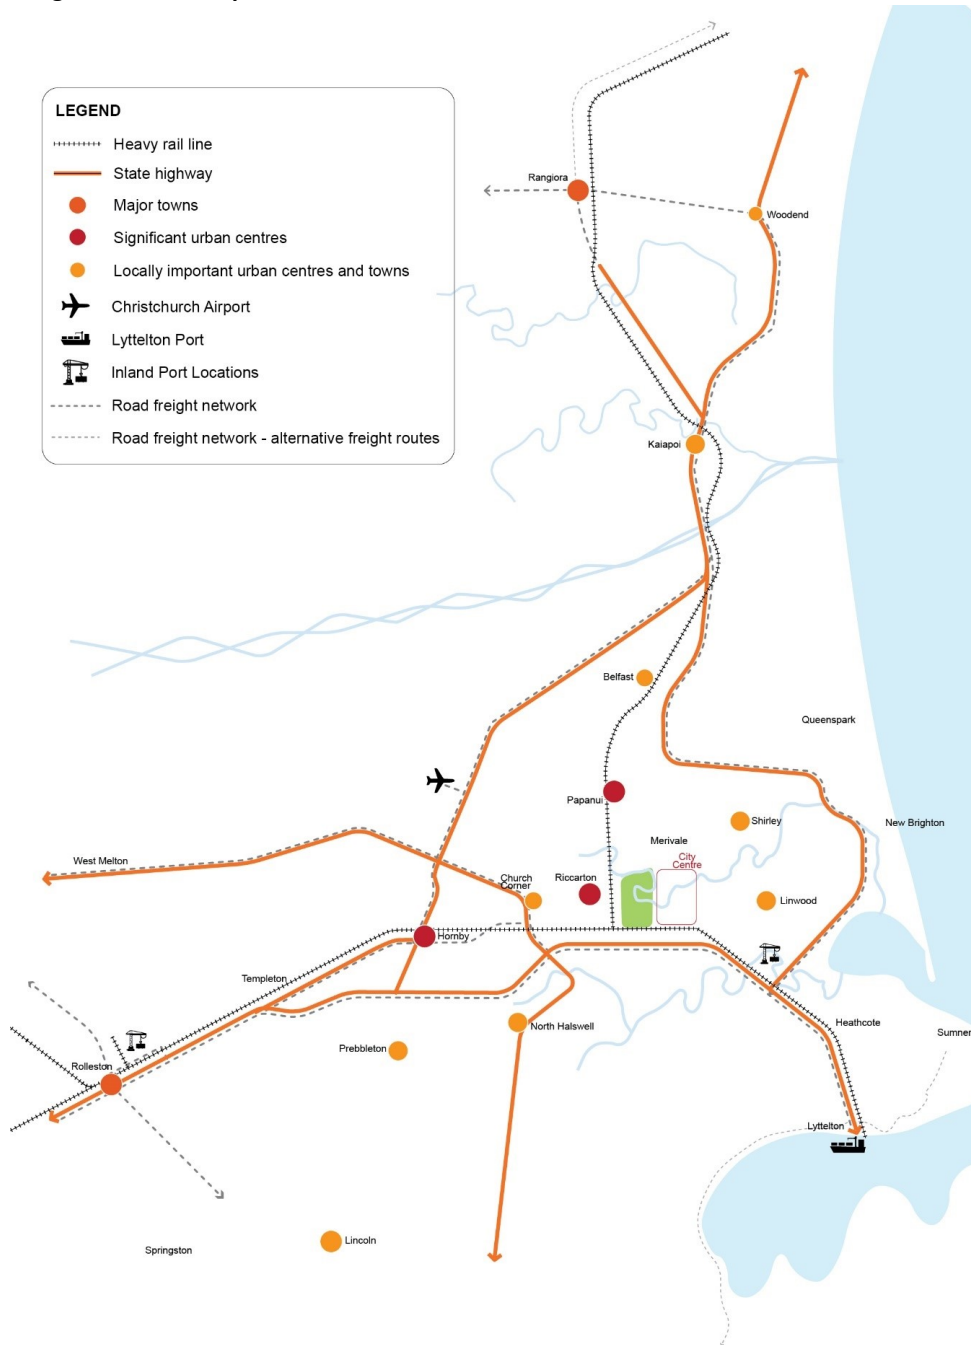 LEGEND
Heavy rail line
State highway
Major towns
Significant urban centres
Locally important urban centres and towns
Christchurch Airport
Lyttelton Port
Inland Port Locations
Road freight network
Road freight network - alternative freight routes
Rangiora
Woodend
Kaiapoi
Belfast
Queenspark
Papanui
Shirley
New Brighton
Merivale
City
Centre
West Melton
Church
Corner
Riccarton
Linwood
Hornby
Templeton
North Halswell
Heathcote
Sumner
Prebbleton
Rolleston
Lyttelton
Lincoln
Springston